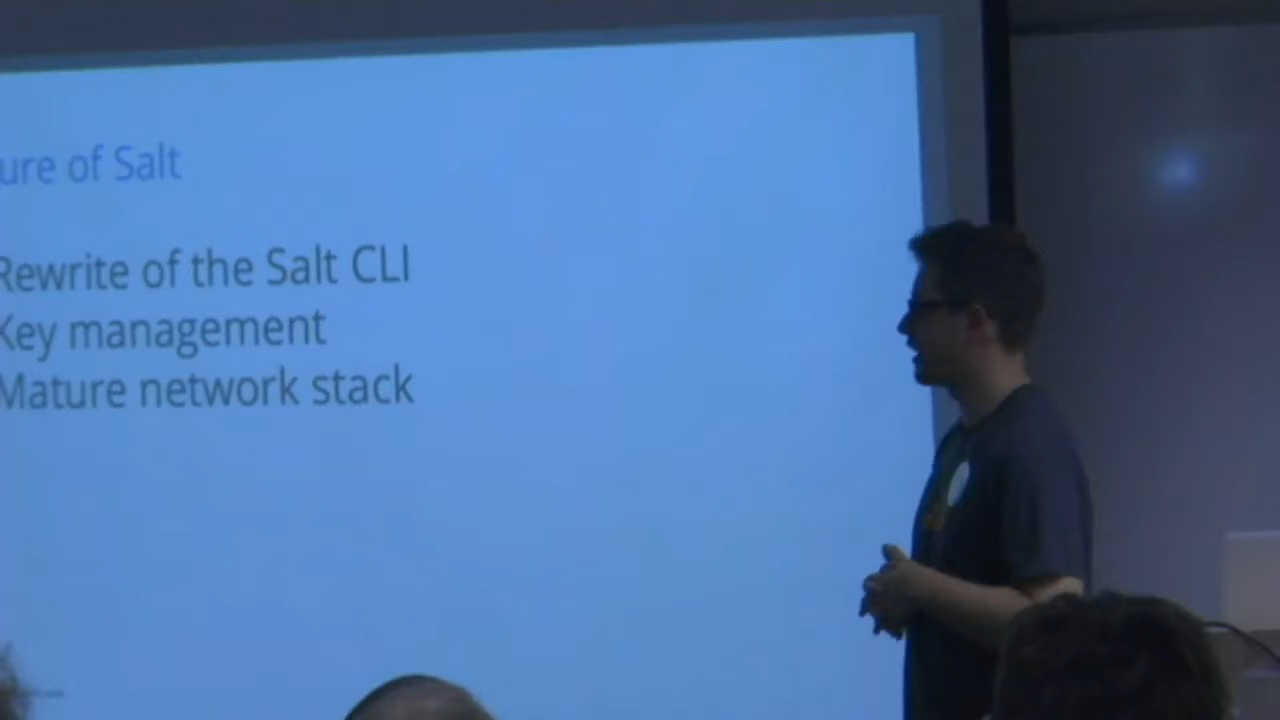 ure of Salt
Rewrite of the Salt CLI
Key management
Mature network stack